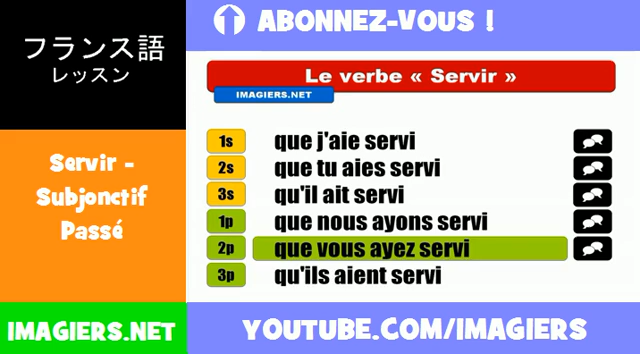 フランス語
レッスン
Servir -
Subjonctif
Passé
IMAGIERS.NET
ABONNEZ-VOUS !
Le verbe « Servir »
IMAGIERS.NET
1s que j'aie servi
2s que tu aies servi
3s qu'il ait servi
1p que nous ayons servi
2p que vous ayez servi
3p qu'ils aient servi
YOUTUBE.COM/IMAGIERS